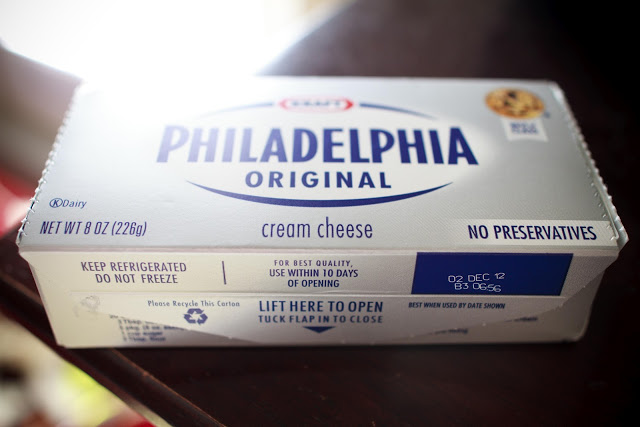 KRAFT
PHILADELPHIA
ORIGINAL
K Dairy
NET WT 8 OZ (226g)
cream cheese
NO PRESERVATIVES
KEEP REFRIGERATED
DO NOT FREEZE
FOR BEST QUALITY,
USE WITHIN 10 DAYS
OF OPENING
02 DEC 12
B3 0656
Please Recycle This Carton
LIFT HERE TO OPEN
TUCK FLAP IN TO CLOSE
BEST WHEN USED BY DATE SHOWN